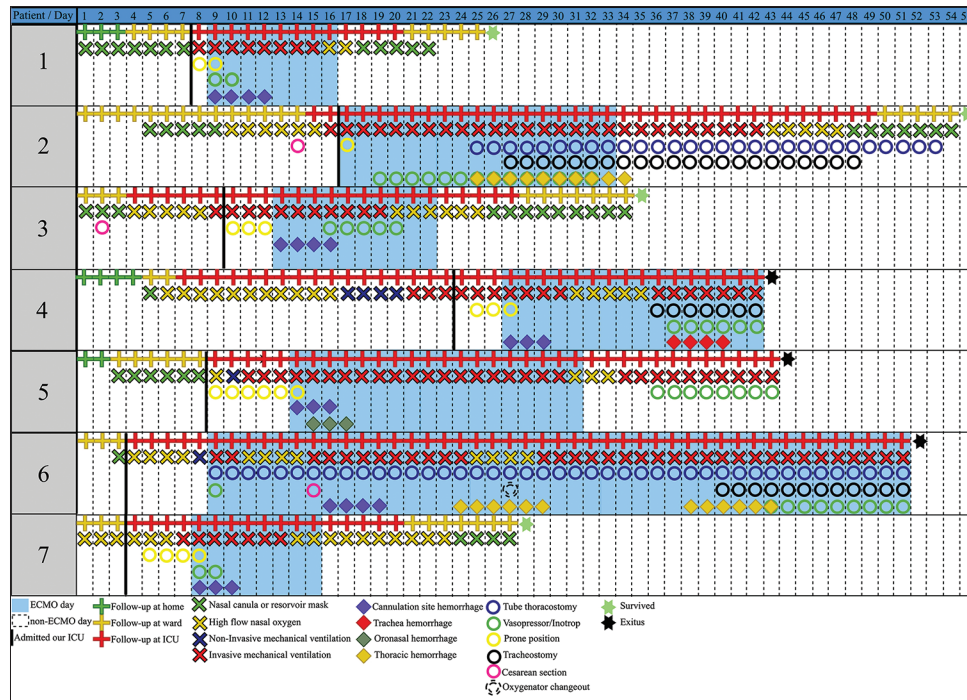 Patient / Day 1 2 3 4 5 6 7 8 9 10 11 12 13 14 15 16 17 18 19 20 21 22 23 24 25 26 27 28 29 30 31 32 33 34 35 36 37 38 39 40 41 42 43 44 45 46 47 48 49 50 51 52 53 54
1
2
3
4
5
6
7
ECMO day
non-ECMO day
Admitted our ICU
Follow-up at home
Follow-up at ward
Follow-up at ICU
Nasal canula or resorvoir mask
High flow nasal oxygen
Non-Invasive mechanical ventilation
Invasive mechanical ventilation
Cannulation site hemorrhage
Trachea hemorrhage
Oronasal hemorrhage
Thoracic hemorrhage
Tube thoracostomy
Vasopressor/Inotrop
Prone position
Tracheostomy
Cesarean section
Oxygenator changeout
Survived
Exitus